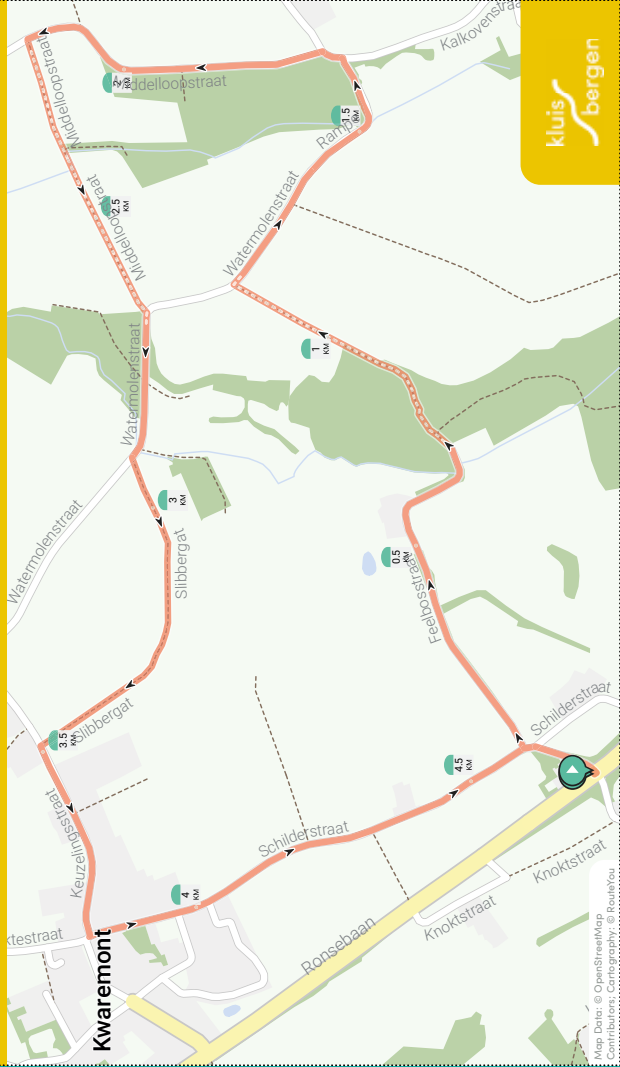 Kalkovenstraa
kluis
bergen
Middelloopstraat
2
KM
Middelloopstraat
1.5
KM
2.5
KM
Middelloopstraat
Watermolenstraat
1
KM
Watermolenstraat
Watermolenstraat
3
KM
Slibbergat
0.5
KM
Feelbosstraat
Slibbergat
3.5
KM
Schilderstraat
4.5
KM
Keuzelingsstraat
Schilderstraat
4
KM
ktestraat
Kwaremont
Ronsebaan
Knoktstraat
Knoktstraat
Map Data: © OpenStreetMap
Contributors; Cartography: © RouteYou